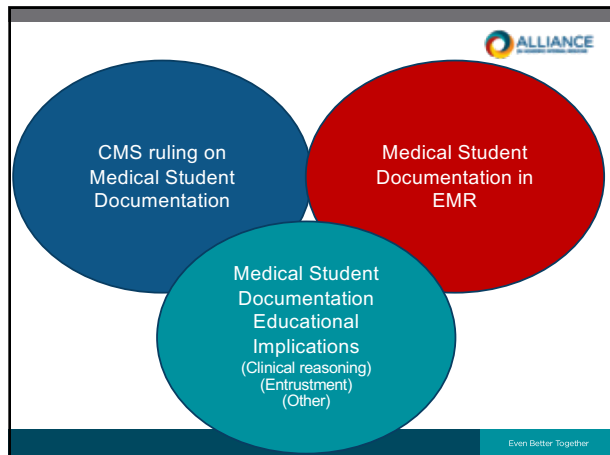 ALLIANCE
CMS ruling on
Medical Student
Documentation
Medical Student
Documentation in
EMR
Medical Student
Documentation
Educational
Implications
(Clinical reasoning)
(Entrustment)
(Other)
Even Better Together